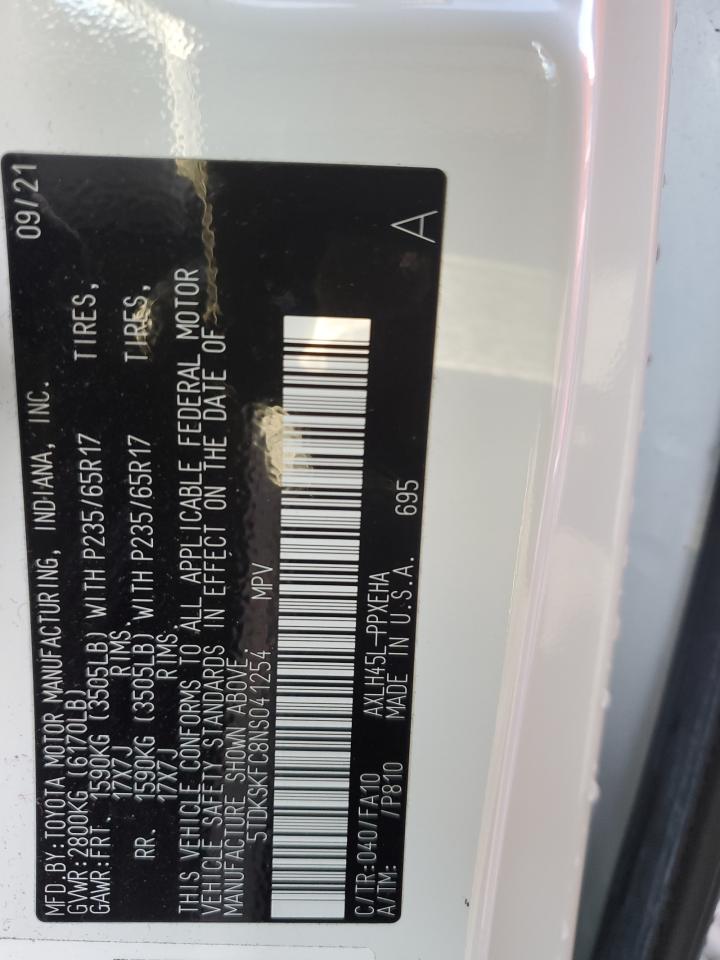 MFD.BY:TOYOTA MOTOR MANUFACTURING, INDIANA, INC. 09/21
GVWR:2800KG (6170LB)
GAWR:FRT. 1590KG (3505LB) WITH P235/65R17 TIRES,
17X7J RIMS,
RR. 1590KG (3505LB) WITH P235/65R17 TIRES,
17X7J RIMS,
THIS VEHICLE CONFORMS TO ALL APPLICABLE FEDERAL MOTOR
VEHICLE SAFETY STANDARDS IN EFFECT ON THE DATE OF
MANUFACTURE SHOWN ABOVE.
5TDKSKFC8NS041254 MPV
C/TR:040/FA10 AXLH45L-PPXEHA
A/TM: /P810 MADE IN U.S.A. 695 A